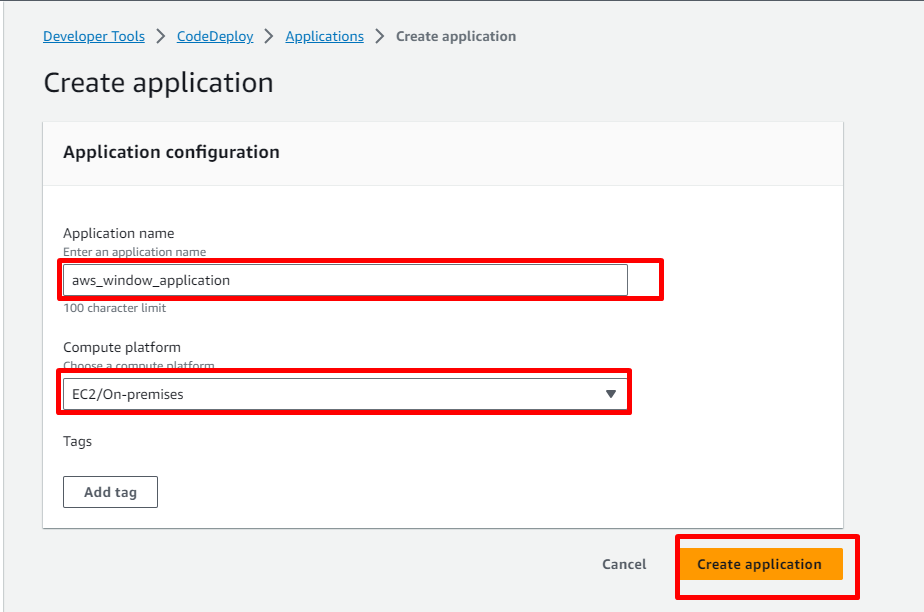 Developer Tools > CodeDeploy > Applications > Create application
Create application
Application configuration
Application name
Enter an application name
aws_window_application
100 character limit
Compute platform
Choose a compute platform
EC2/On-premises
Tags
Add tag
Cancel Create application